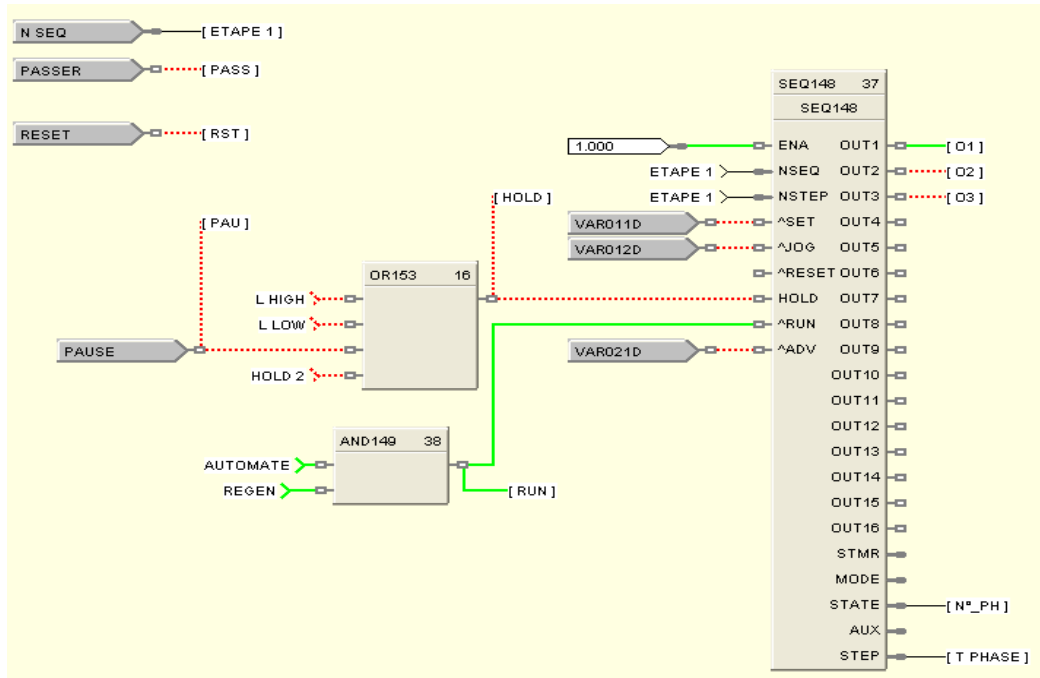 N SEQ [ ETAPE 1 ]
PASSER [ PASS ]
SEQ148 37
SEQ148
RESET [ RST ]
1.000 ENA OUT1 [ O1 ]
ETAPE 1 NSEQ OUT2 [ O2 ]
[ HOLD ] ETAPE 1 NSTEP OUT3 [ O3 ]
[ PAU ] VAR011D ^SET OUT4
VAR012D ^JOG OUT5
OR153 16 ^RESET OUT6
L HIGH HOLD OUT7
L LOW ^RUN OUT8
PAUSE VAR021D ^ADV OUT9
HOLD 2 OUT10
OUT11
OUT12
AND149 38 OUT13
AUTOMATE OUT14
REGEN [ RUN ] OUT15
OUT16
STMR
MODE
STATE [ N°_PH ]
AUX
STEP [ T PHASE ]